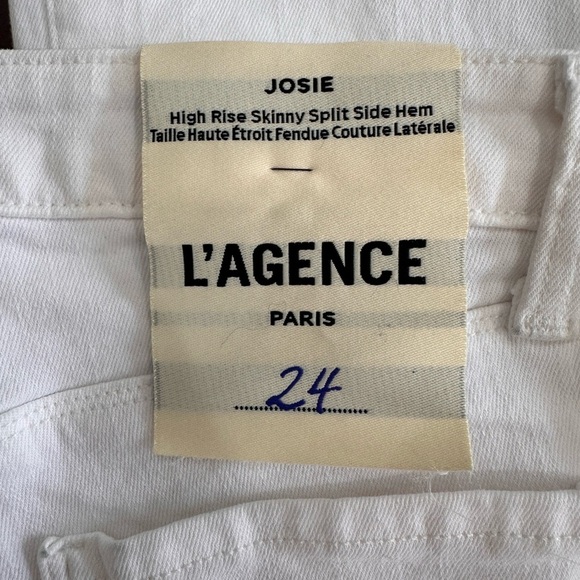 JOSIE
High Rise Skinny Split Side Hem
Taille Haute Étroit Fendue Couture Latérale
L'AGENCE
PARIS
24